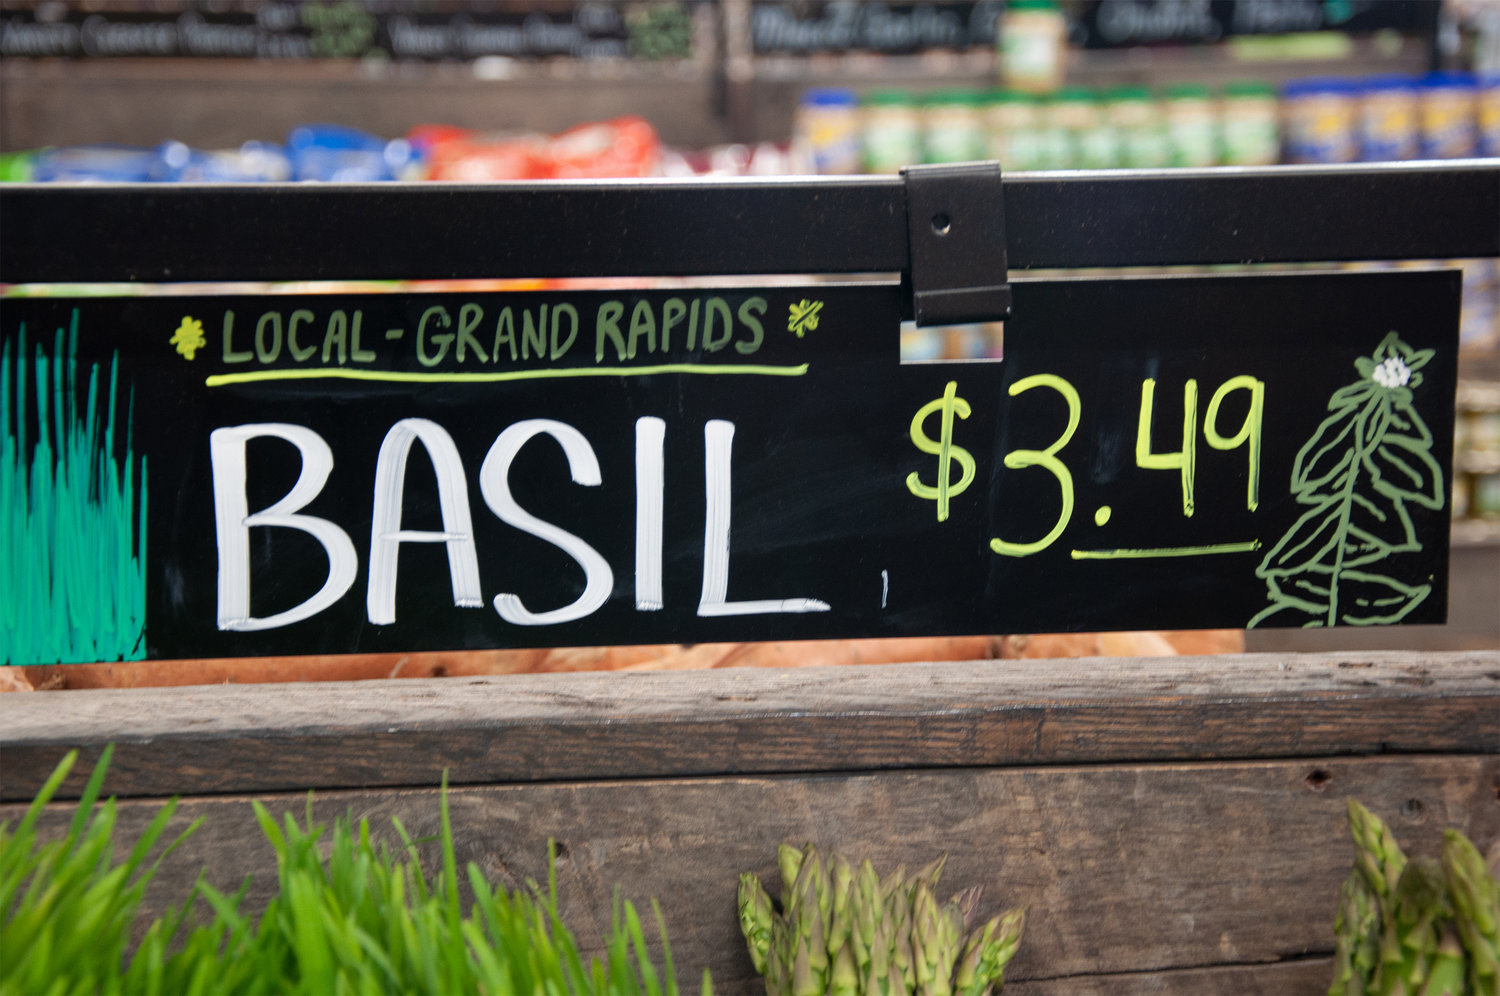 LOCAL-GRAND RAPIDS
BASIL
$3.49